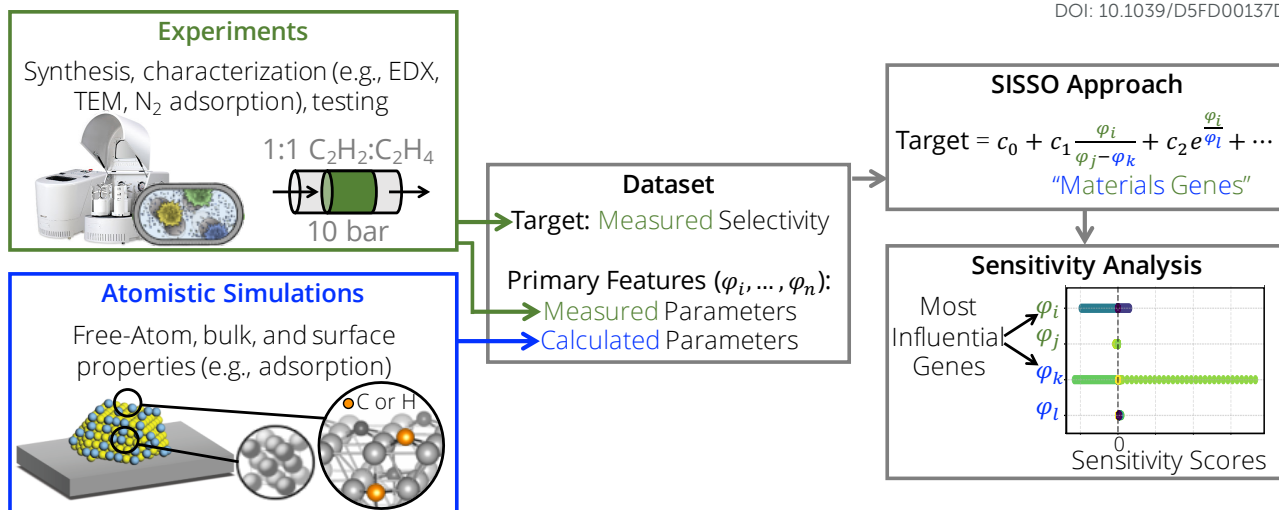 DOI: 10.1039/D5FD00137D
Experiments
Synthesis, characterization (e.g., EDX,
TEM, N₂ adsorption), testing
1:1 C₂H₂:C₂H₄
10 bar
Atomistic Simulations
Free-Atom, bulk, and surface
properties (e.g., adsorption)
C or H
Dataset
Target: Measured Selectivity
Primary Features (φᵢ, … , φₙ):
Measured Parameters
Calculated Parameters
SISSO Approach
Target = c₀ + c₁ φᵢ/(φⱼ−φₖ) + c₂e^(φᵢ/φₗ) + ⋯
“Materials Genes”
Sensitivity Analysis
Most
Influential
Genes
φᵢ
φⱼ
φₖ
φₗ
0
Sensitivity Scores